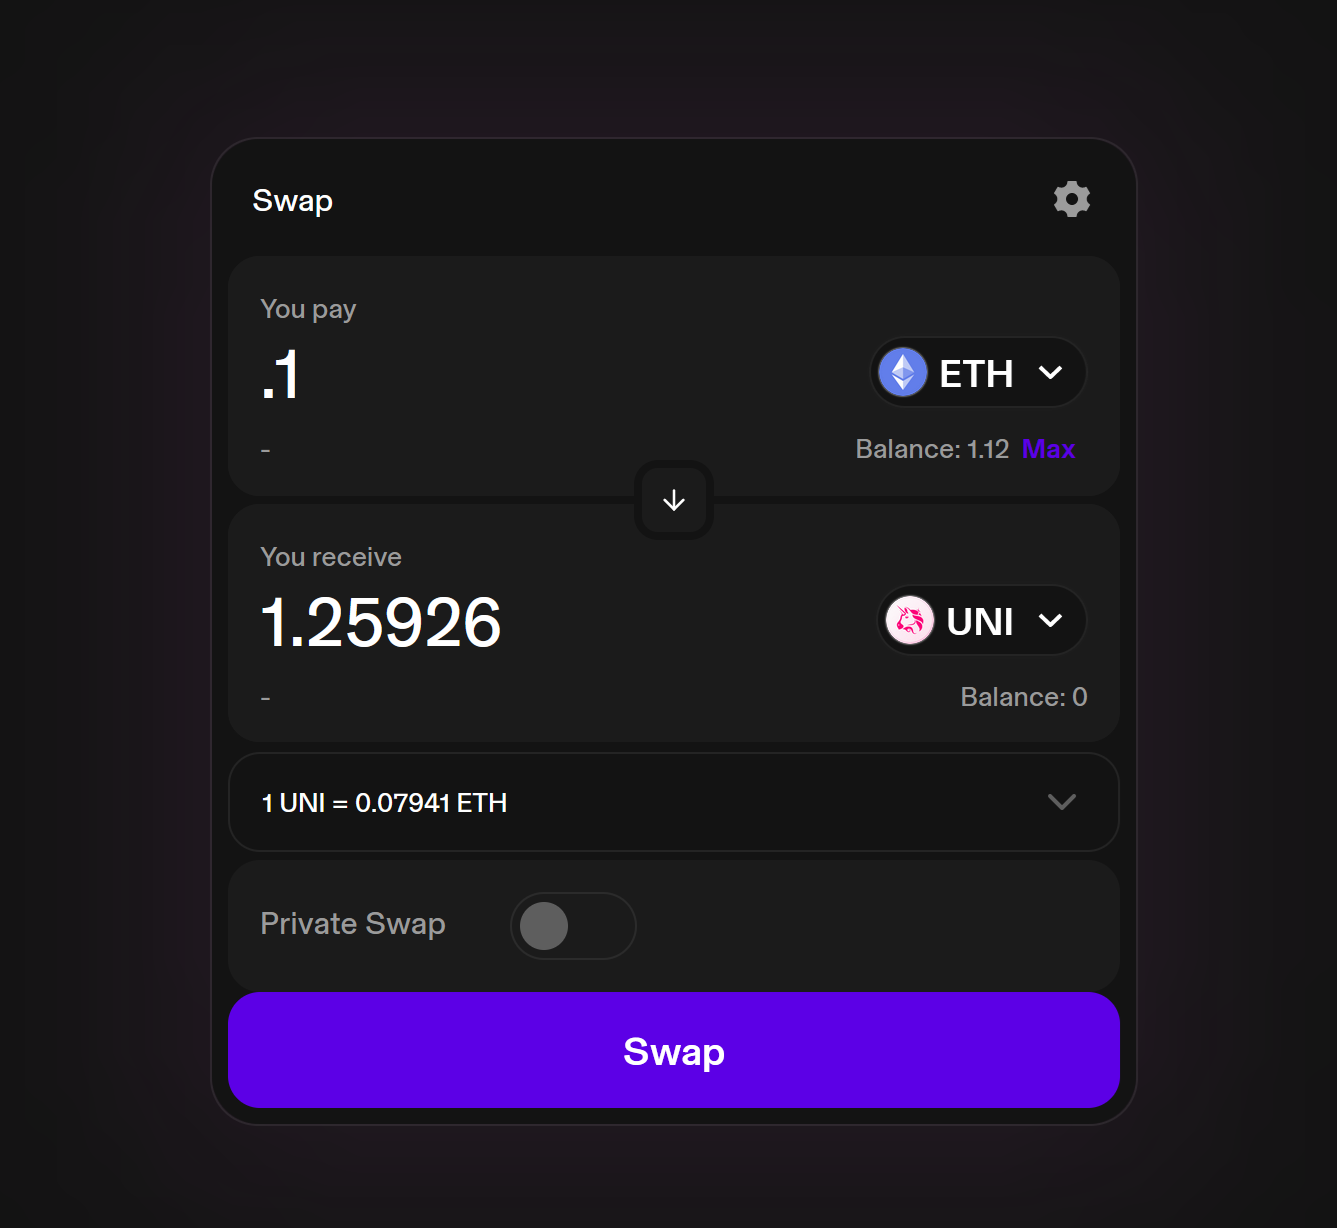 Swap
You pay
.1
ETH
-
Balance: 1.12 Max
You receive
1.25926
UNI
-
Balance: 0
1 UNI = 0.07941 ETH
Private Swap
Swap